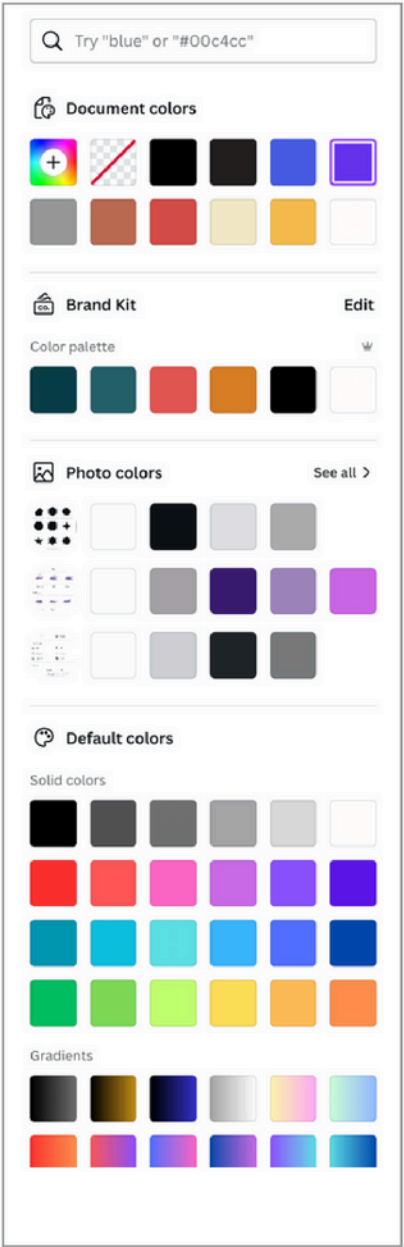 Try "blue" or "#00c4cc"
Document colors
CO.
Brand Kit
Edit
Color palette
Photo colors
See all
Default colors
Solid colors
Gradients